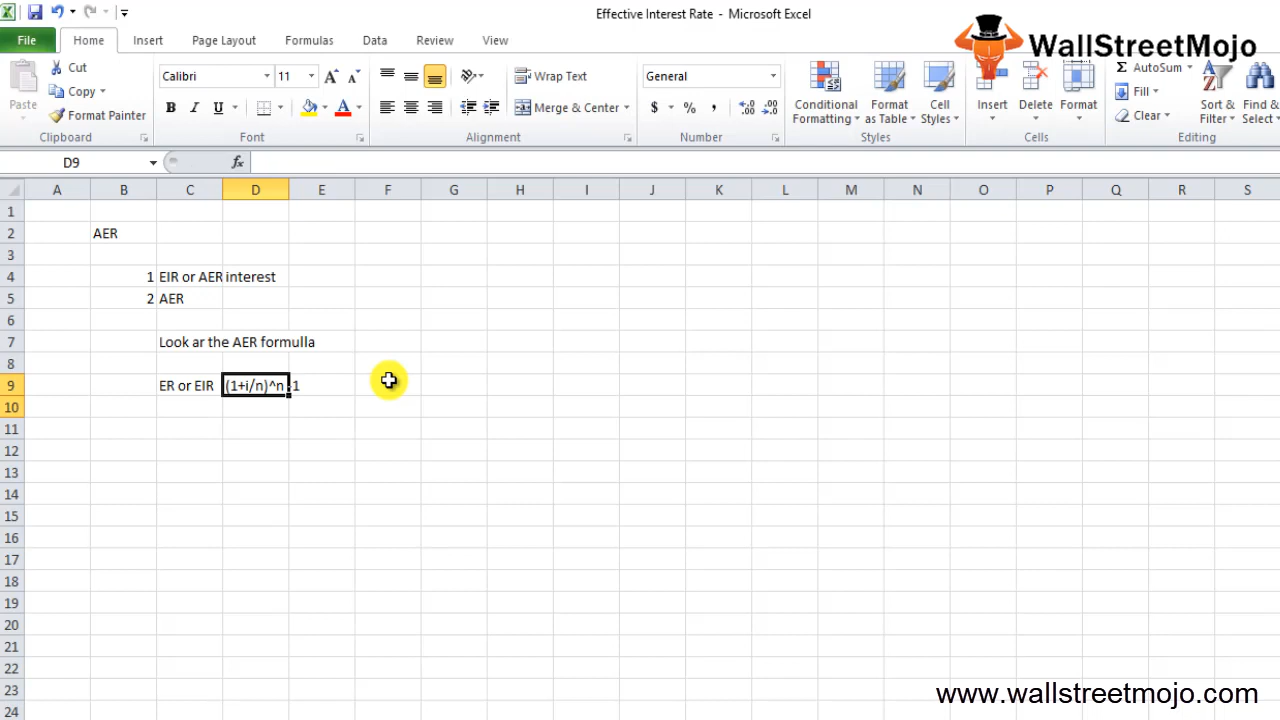 Effective Interest Rate - Microsoft Excel
WallStreetMojo
File Home Insert Page Layout Formulas Data Review View
Paste Cut Copy Format Painter Clipboard
Calibri 11 B I U A A A Font
Wrap Text Merge & Center Alignment
General $ % , Number
Conditional Formatting Format as Table Cell Styles Styles
Insert Delete Format Cells
Σ AutoSum Fill Clear Sort & Filter Find & Select Editing
D9 fx
A B C D E F G H I J K L M N O P Q R S
1
2 AER
3
4 1 EIR or AER interest
5 2 AER
6
7 Look ar the AER formulla
8
9 ER or EIR (1+i/n)^n -1
10
11
12
13
14
15
16
17
18
19
20
21
22
23
24
www.wallstreetmojo.com